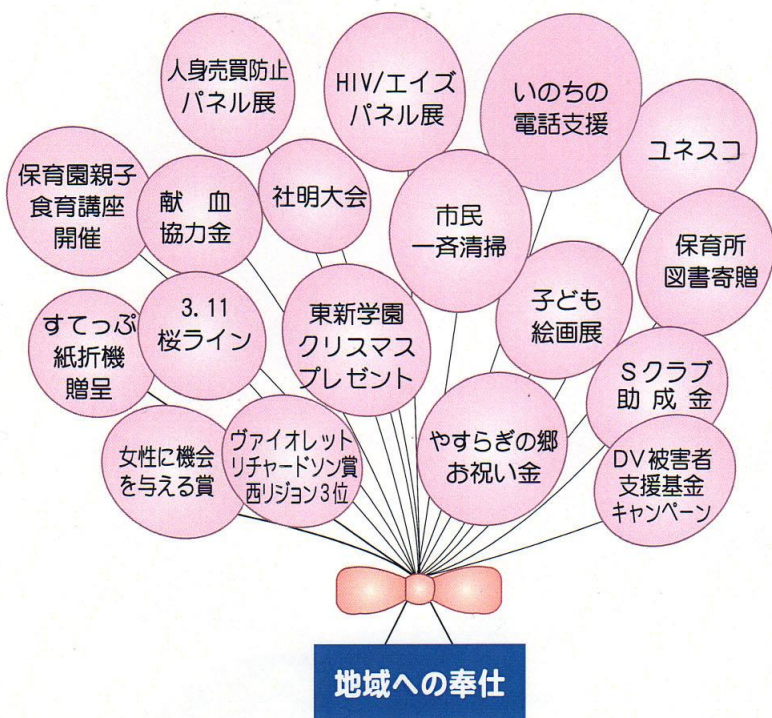 人身売買防止
パネル展
HIV/エイズ
パネル展
いのちの
電話支援
ユネスコ
保育園親子
食育講座
開催
献 血
協力金
社明大会
市民
一斉清掃
保育所
図書寄贈
すてっぷ
紙折機
贈呈
3.11
桜ライン
東新学園
クリスマス
プレゼント
子ども
絵画展
Sクラブ
助 成 金
女性に機会
を与える賞
ヴァイオレット
リチャードソン賞
西リジョン3位
やすらぎの郷
お祝い金
DV被害者
支援基金
キャンペーン
地域への奉仕